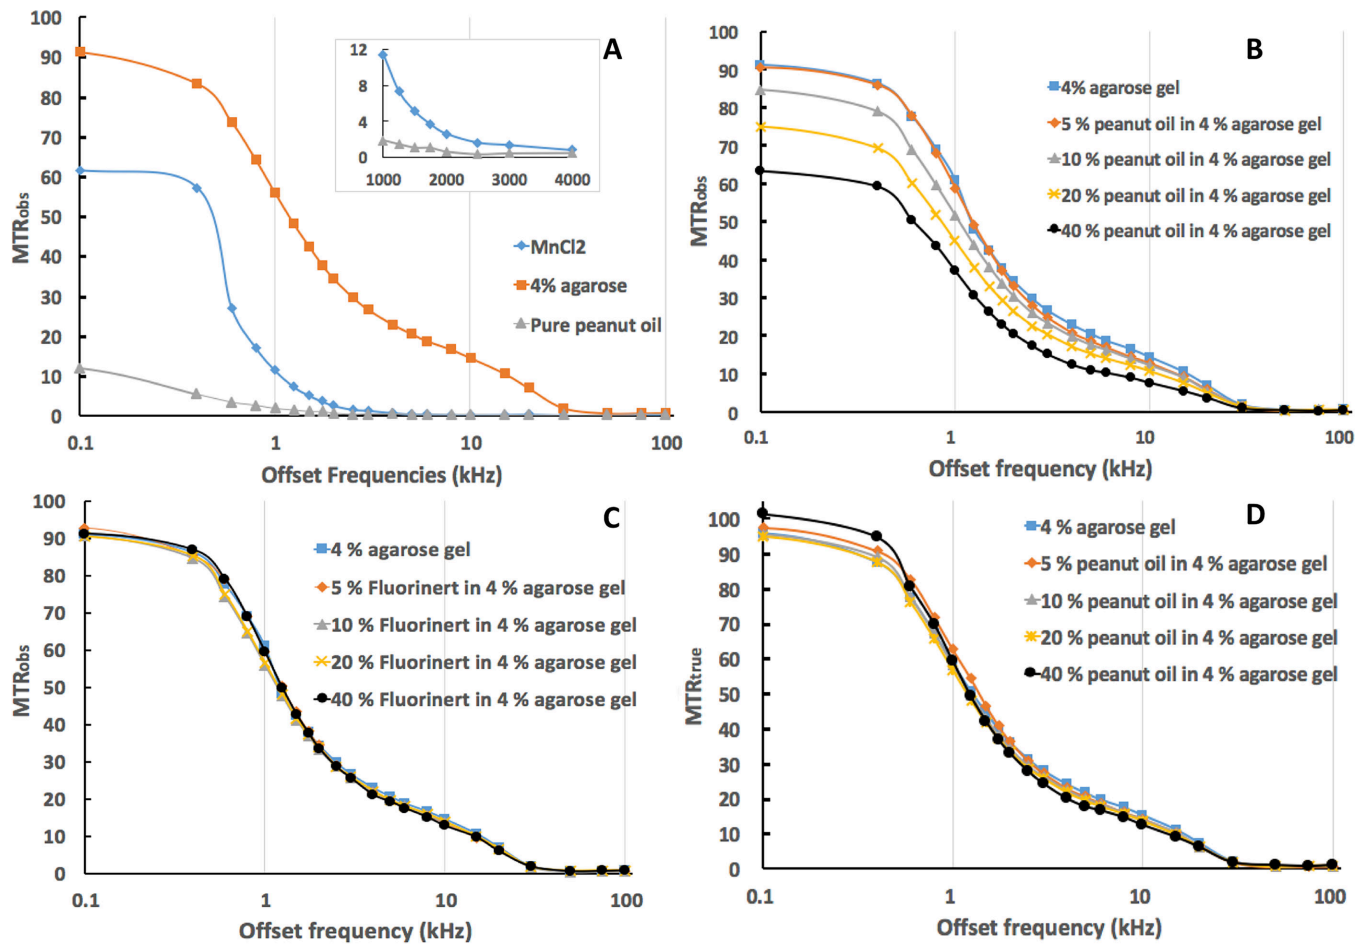 A
100
90
80
70
60
50
40
30
20
10
0
MTRobs
0.1
1
10
100
Offset Frequencies (kHz)
12
8
4
0
1000
2000
3000
4000
MnCl2
4% agarose
Pure peanut oil
B
100
90
80
70
60
50
40
30
20
10
0
MTRobs
0.1
1
10
100
Offset frequency (kHz)
4% agarose gel
5 % peanut oil in 4 % agarose gel
10 % peanut oil in 4 % agarose gel
20 % peanut oil in 4 % agarose gel
40 % peanut oil in 4 % agarose gel
C
100
90
80
70
60
50
40
30
20
10
0
MTRobs
0.1
1
10
100
Offset frequency (kHz)
4 % agarose gel
5 % Fluorinert in 4 % agarose gel
10 % Fluorinert in 4 % agarose gel
20 % Fluorinert in 4 % agarose gel
40 % Fluorinert in 4 % agarose gel
D
100
90
80
70
60
50
40
30
20
10
0
MTRtrue
0.1
1
10
100
Offset frequency (kHz)
4 % agarose gel
5 % peanut oil in 4 % agarose gel
10 % peanut oil in 4 % agarose gel
20 % peanut oil in 4 % agarose gel
40 % peanut oil in 4 % agarose gel